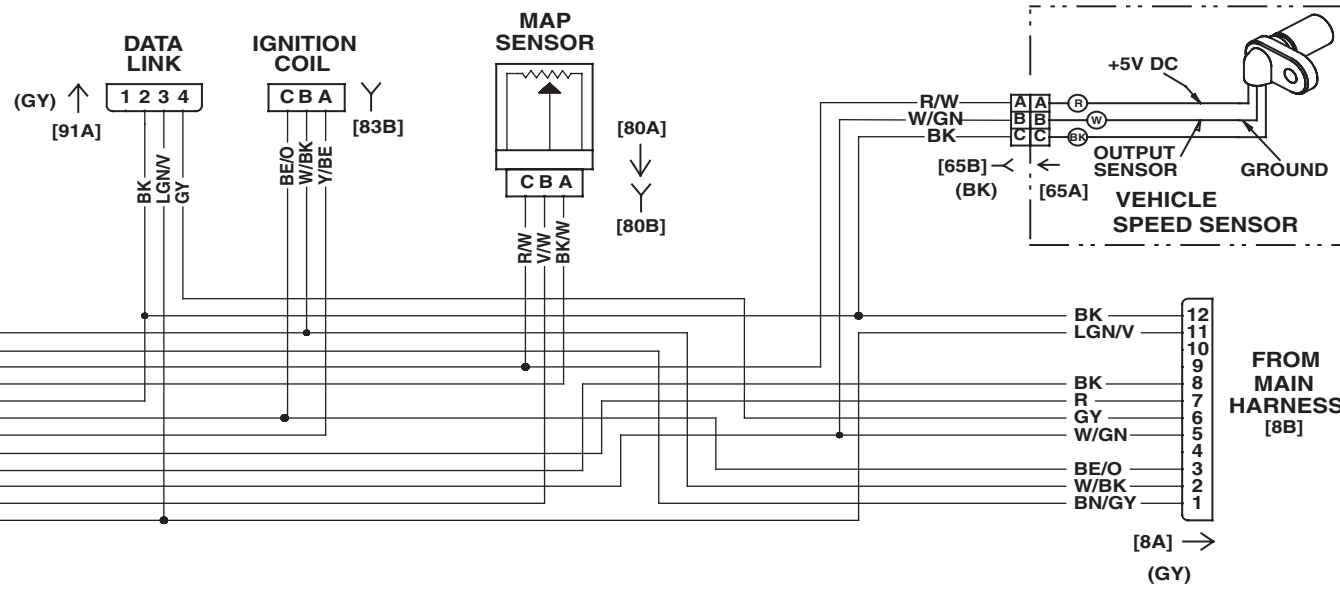 DATA
LINK
(GY)
1 2 3 4
[91A]
BK
LGN/V
GY
IGNITION
COIL
C B A
[83B]
BE/O
W/BK
Y/BE
MAP
SENSOR
[80A]
[80B]
C B A
R/W
V/W
BK/W
R/W
W/GN
BK
A A
B B
C C
R
W
BK
+5V DC
OUTPUT
SENSOR
GROUND
[65B]
(BK)
[65A]
VEHICLE
SPEED SENSOR
BK 12
LGN/V 11
10
9
BK 8
R 7
GY 6
W/GN 5
4
BE/O 3
W/BK 2
BN/GY 1
FROM
MAIN
HARNESS
[8B]
[8A]
(GY)